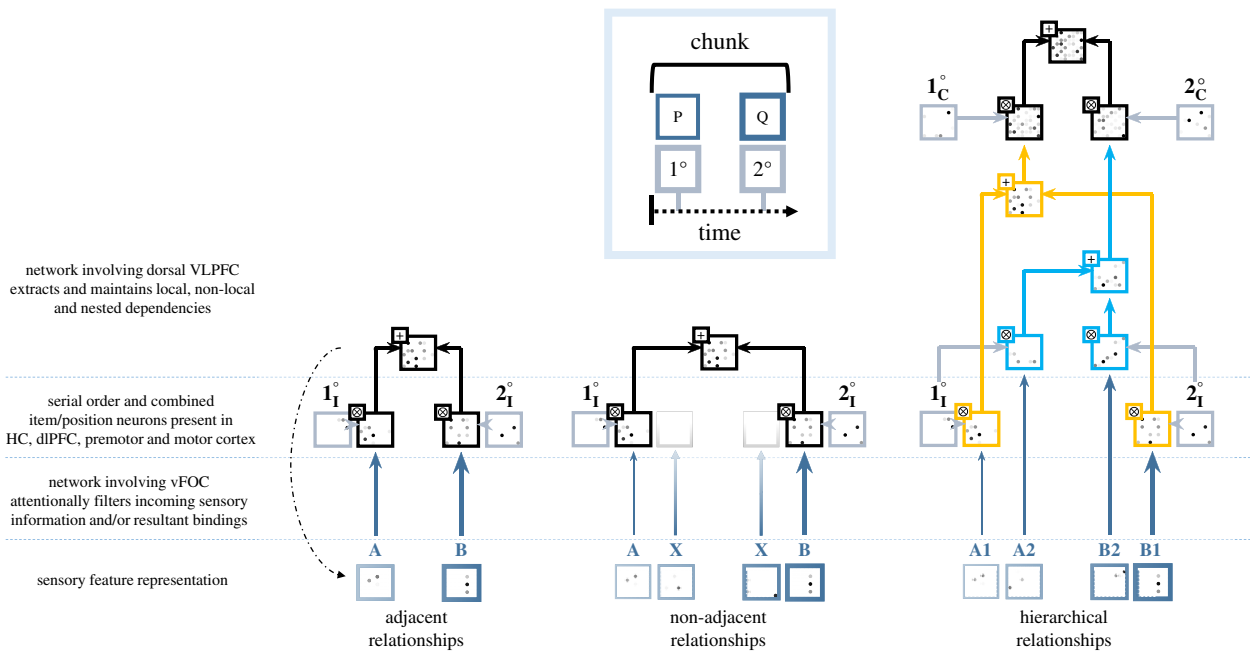 chunk
P Q
1° 2°
time
1°C 2°C
⊗ + ⊗
+
+
network involving dorsal VLPFC
extracts and maintains local, non-local
and nested dependencies
+ + ⊗ ⊗
serial order and combined
item/position neurons present in
HC, dlPFC, premotor and motor cortex
1°I ⊗ ⊗ 2°I 1°I ⊗ ⊗ 2°I 1°I ⊗ ⊗ 2°I
network involving vFOC
attentionally filters incoming sensory
information and/or resultant bindings
A B A X X B A1 A2 B2 B1
sensory feature representation
adjacent
relationships
non-adjacent
relationships
hierarchical
relationships